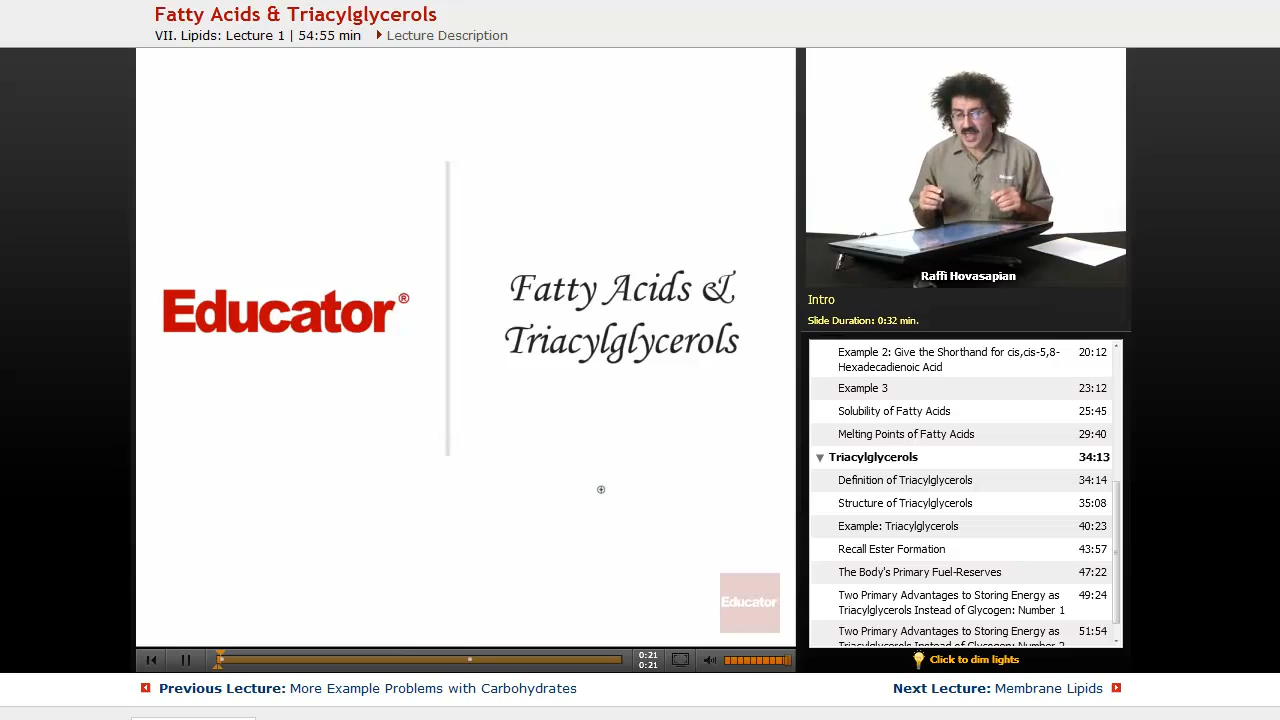 Fatty Acids & Triacylglycerols
VII. Lipids: Lecture 1 | 54:55 min
Lecture Description
Educator®
Fatty Acids &
Triacylglycerols
Educator
Raffi Hovasapian
Intro
Slide Duration: 0:32 min.
Example 2: Give the Shorthand for cis,cis-5,8- 20:12
Hexadecadienoic Acid
Example 3 23:12
Solubility of Fatty Acids 25:45
Melting Points of Fatty Acids 29:40
Triacylglycerols 34:13
Definition of Triacylglycerols 34:14
Structure of Triacylglycerols 35:08
Example: Triacylglycerols 40:23
Recall Ester Formation 43:57
The Body's Primary Fuel-Reserves 47:22
Two Primary Advantages to Storing Energy as 49:24
Triacylglycerols Instead of Glycogen: Number 1
Two Primary Advantages to Storing Energy as 51:54
Triacylglycerols Instead of Glycogen: Number 2
0:21
0:21
Click to dim lights
Previous Lecture: More Example Problems with Carbohydrates
Next Lecture: Membrane Lipids